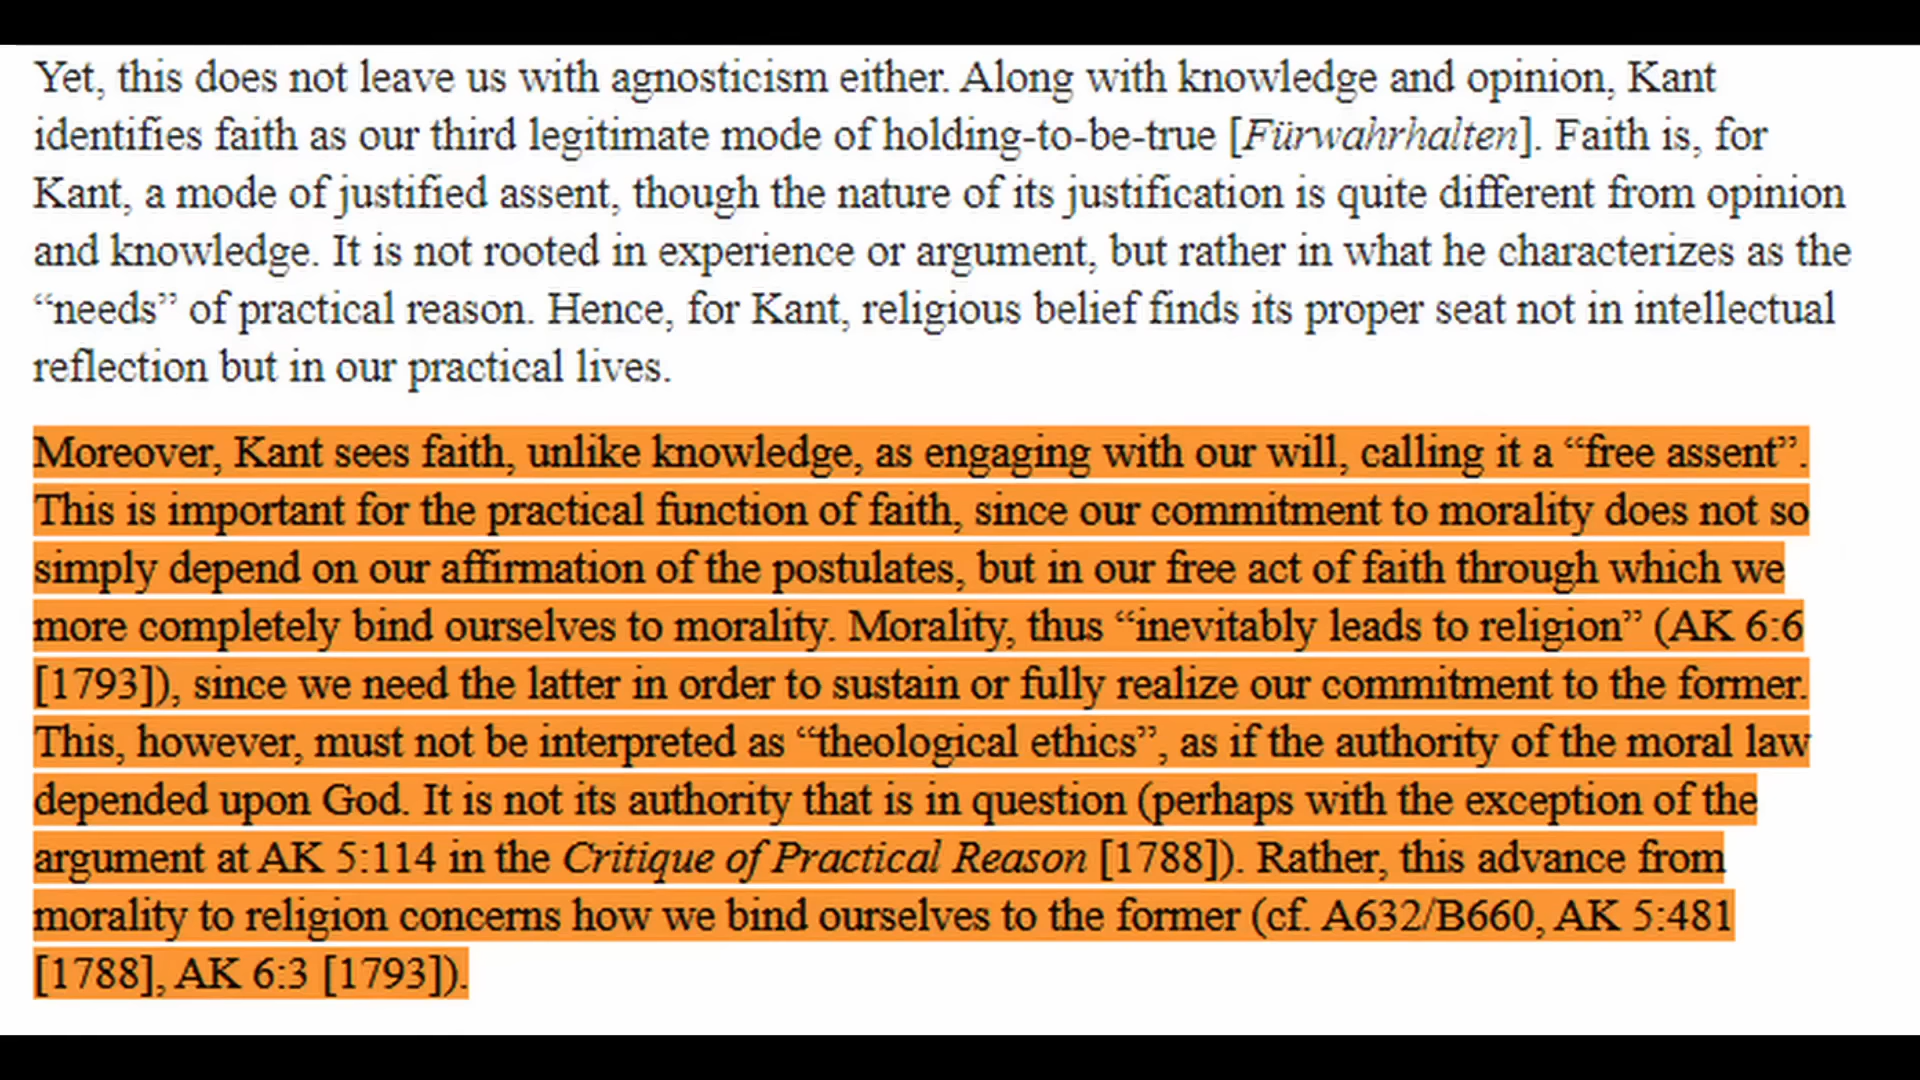 Yet, this does not leave us with agnosticism either. Along with knowledge and opinion, Kant
identifies faith as our third legitimate mode of holding-to-be-true [Fürwahrhalten]. Faith is, for
Kant, a mode of justified assent, though the nature of its justification is quite different from opinion
and knowledge. It is not rooted in experience or argument, but rather in what he characterizes as the
“needs” of practical reason. Hence, for Kant, religious belief finds its proper seat not in intellectual
reflection but in our practical lives.
Moreover, Kant sees faith, unlike knowledge, as engaging with our will, calling it a “free assent”.
This is important for the practical function of faith, since our commitment to morality does not so
simply depend on our affirmation of the postulates, but in our free act of faith through which we
more completely bind ourselves to morality. Morality, thus “inevitably leads to religion” (AK 6:6
[1793]), since we need the latter in order to sustain or fully realize our commitment to the former.
This, however, must not be interpreted as “theological ethics”, as if the authority of the moral law
depended upon God. It is not its authority that is in question (perhaps with the exception of the
argument at AK 5:114 in the Critique of Practical Reason [1788]). Rather, this advance from
morality to religion concerns how we bind ourselves to the former (cf. A632/B660, AK 5:481
[1788], AK 6:3 [1793]).